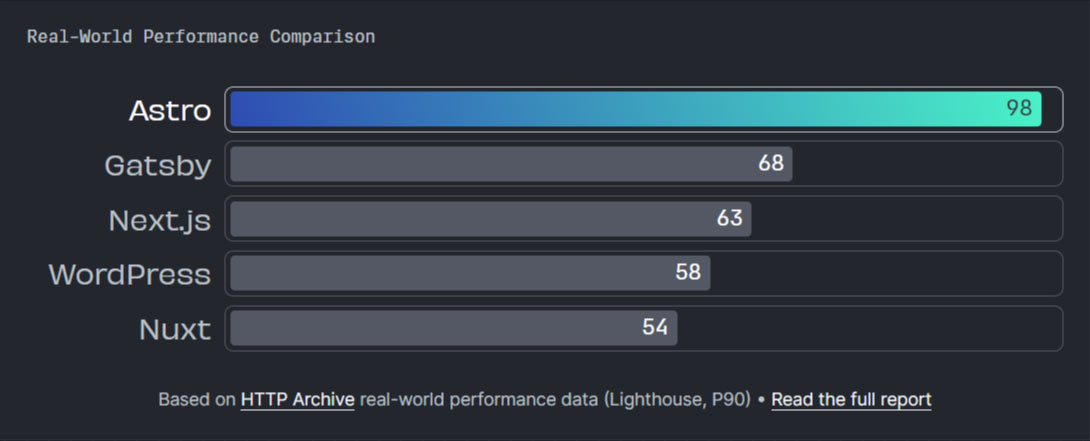 Real-World Performance Comparison
Astro 98
Gatsby 68
Next.js 63
WordPress 58
Nuxt 54
Based on HTTP Archive real-world performance data (Lighthouse, P90) • Read the full report